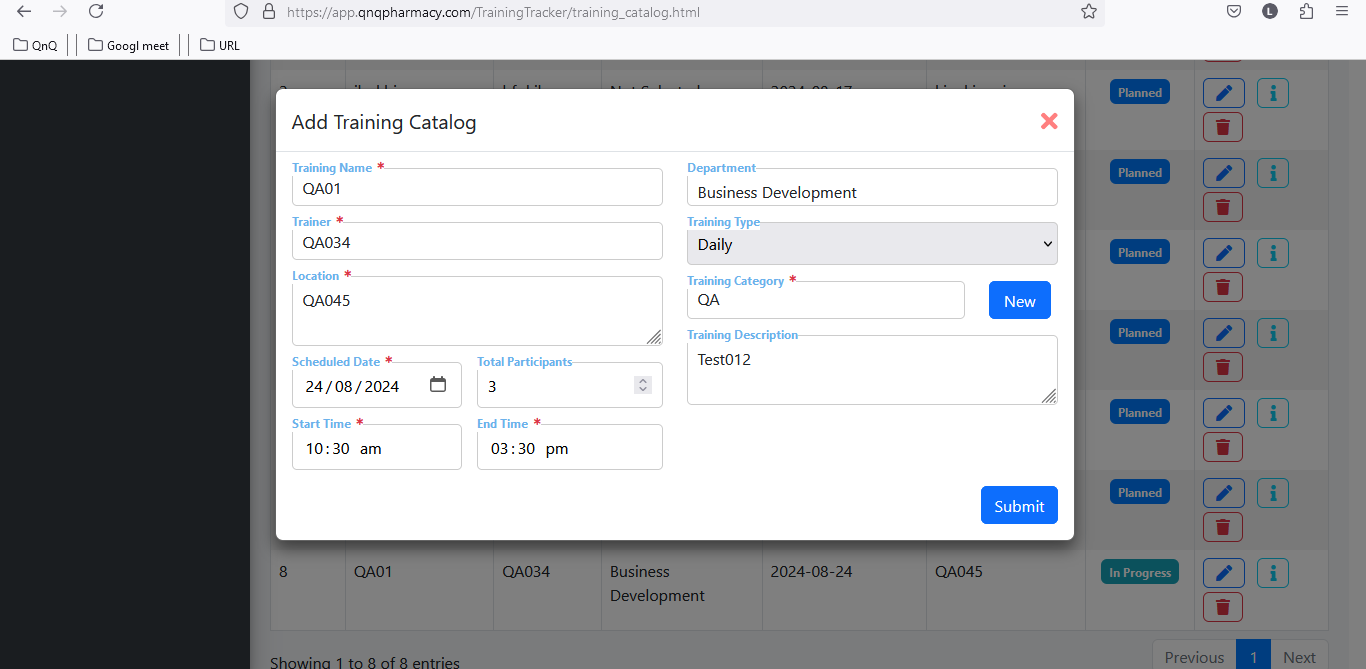 https://app.qnqpharmacy.com/TrainingTracker/training_catalog.html
L
QnQ
Googl meet
URL
Planned
Add Training Catalog
Training Name *
QA01
Department
Business Development
Planned
Trainer *
QA034
Training Type
Daily
Planned
Location *
QA045
Training Category *
QA
New
Training Description
Test012
Planned
Scheduled Date *
24/08/2024
Total Participants
3
Planned
Start Time *
10:30 am
End Time *
03:30 pm
Planned
Submit
8 QA01 QA034 Business Development 2024-08-24 QA045 In Progress
Showing 1 to 8 of 8 entries
Previous 1 Next